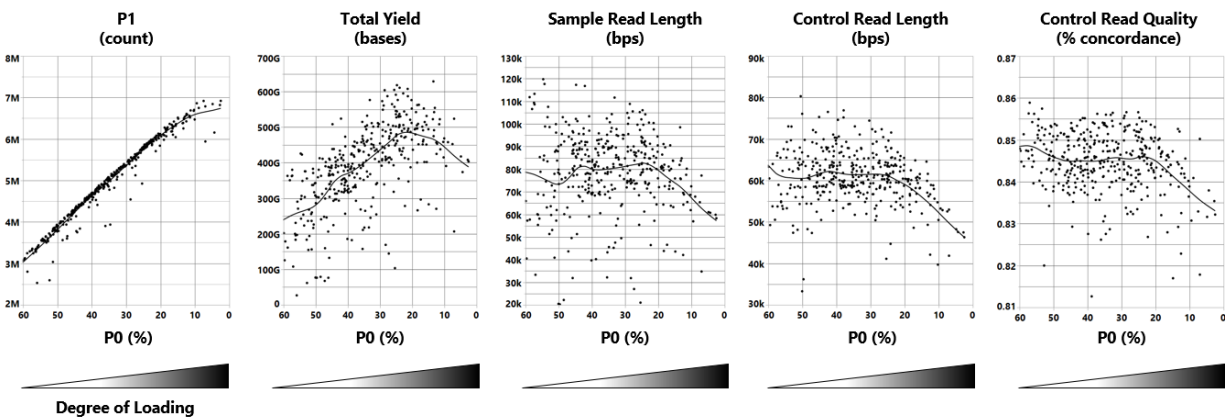 P1
(count)
8M
7M
6M
5M
4M
3M
2M
60 50 40 30 20 10 0
P0 (%)
Total Yield
(bases)
700G
600G
500G
400G
300G
200G
100G
0
60 50 40 30 20 10 0
P0 (%)
Sample Read Length
(bps)
130k
120k
110k
100k
90k
80k
70k
60k
50k
40k
30k
20k
60 50 40 30 20 10 0
P0 (%)
Control Read Length
(bps)
90k
80k
70k
60k
50k
40k
30k
60 50 40 30 20 10 0
P0 (%)
Control Read Quality
(% concordance)
0.87
0.86
0.85
0.84
0.83
0.82
0.81
60 50 40 30 20 10 0
P0 (%)
Degree of Loading